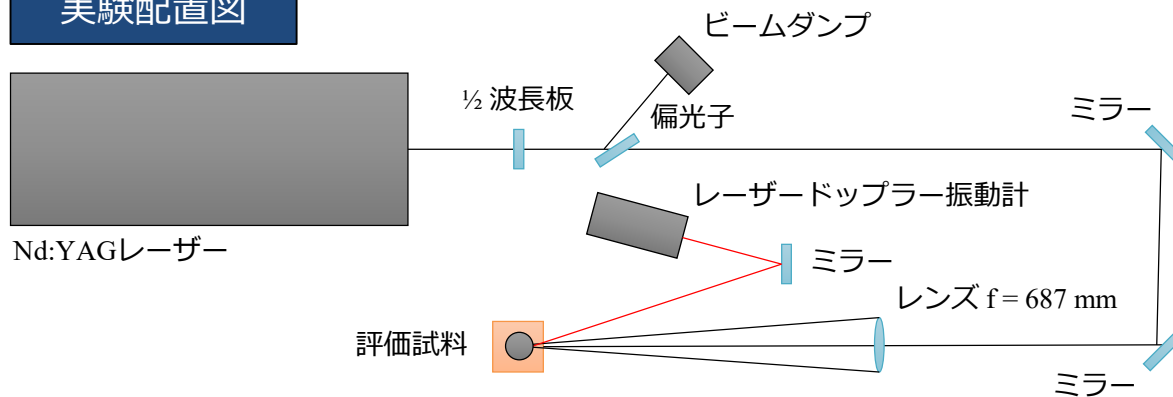 実験配置図
ビームダンプ
½ 波長板
偏光子
ミラー
レーザードップラー振動計
Nd:YAGレーザー
ミラー
レンズ f = 687 mm
評価試料
ミラー